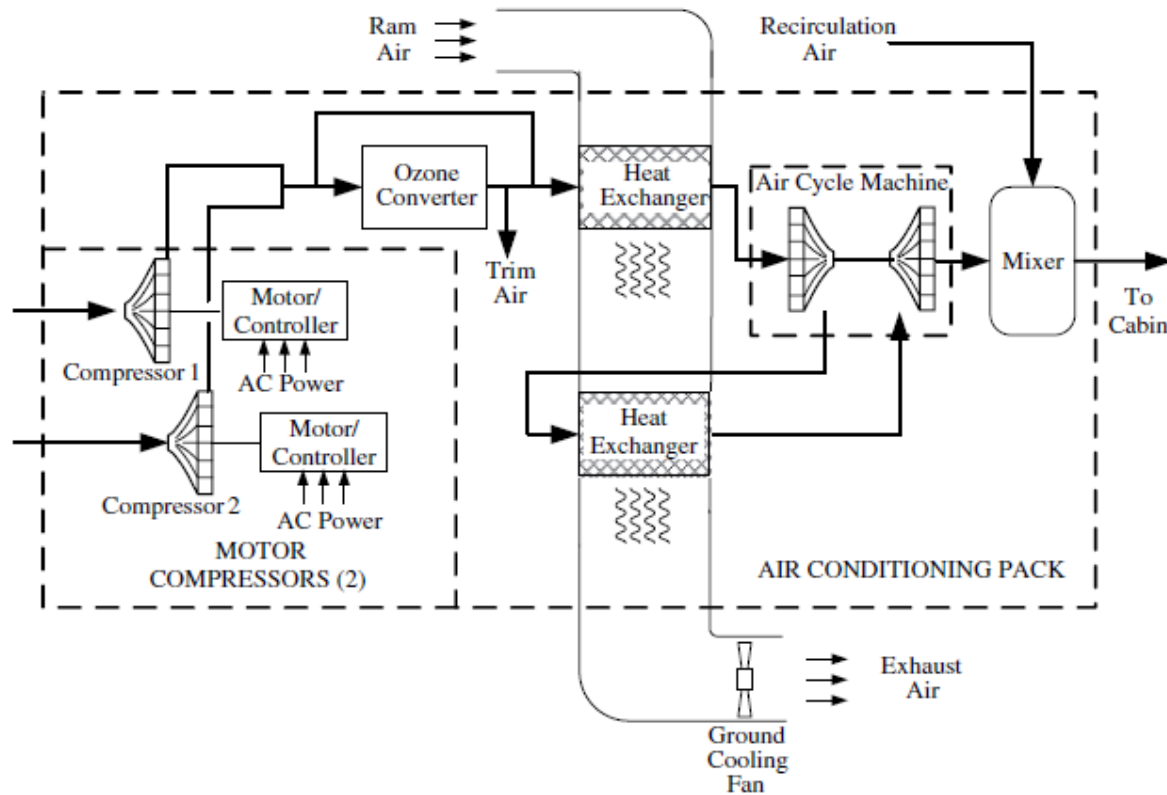 Ram
Air
Recirculation
Air
Ozone
Converter
Heat
Exchanger
Air Cycle Machine
Trim
Air
Mixer
To
Cabin
Motor/
Controller
AC Power
Compressor 1
Heat
Exchanger
Motor/
Controller
AC Power
Compressor 2
MOTOR
COMPRESSORS (2)
AIR CONDITIONING PACK
Exhaust
Air
Ground
Cooling
Fan